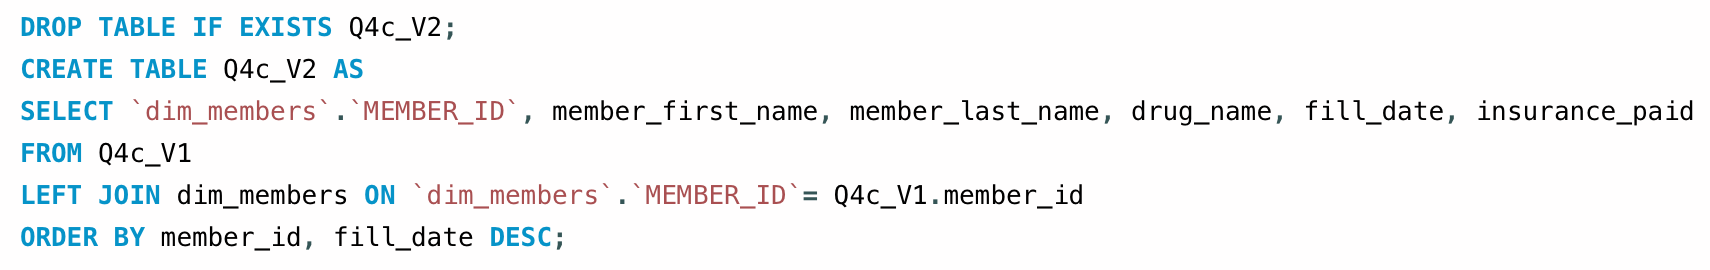 DROP TABLE IF EXISTS Q4c_V2;
CREATE TABLE Q4c_V2 AS
SELECT `dim_members`.`MEMBER_ID`, member_first_name, member_last_name, drug_name, fill_date, insurance_paid
FROM Q4c_V1
LEFT JOIN dim_members ON `dim_members`.`MEMBER_ID`= Q4c_V1.member_id
ORDER BY member_id, fill_date DESC;